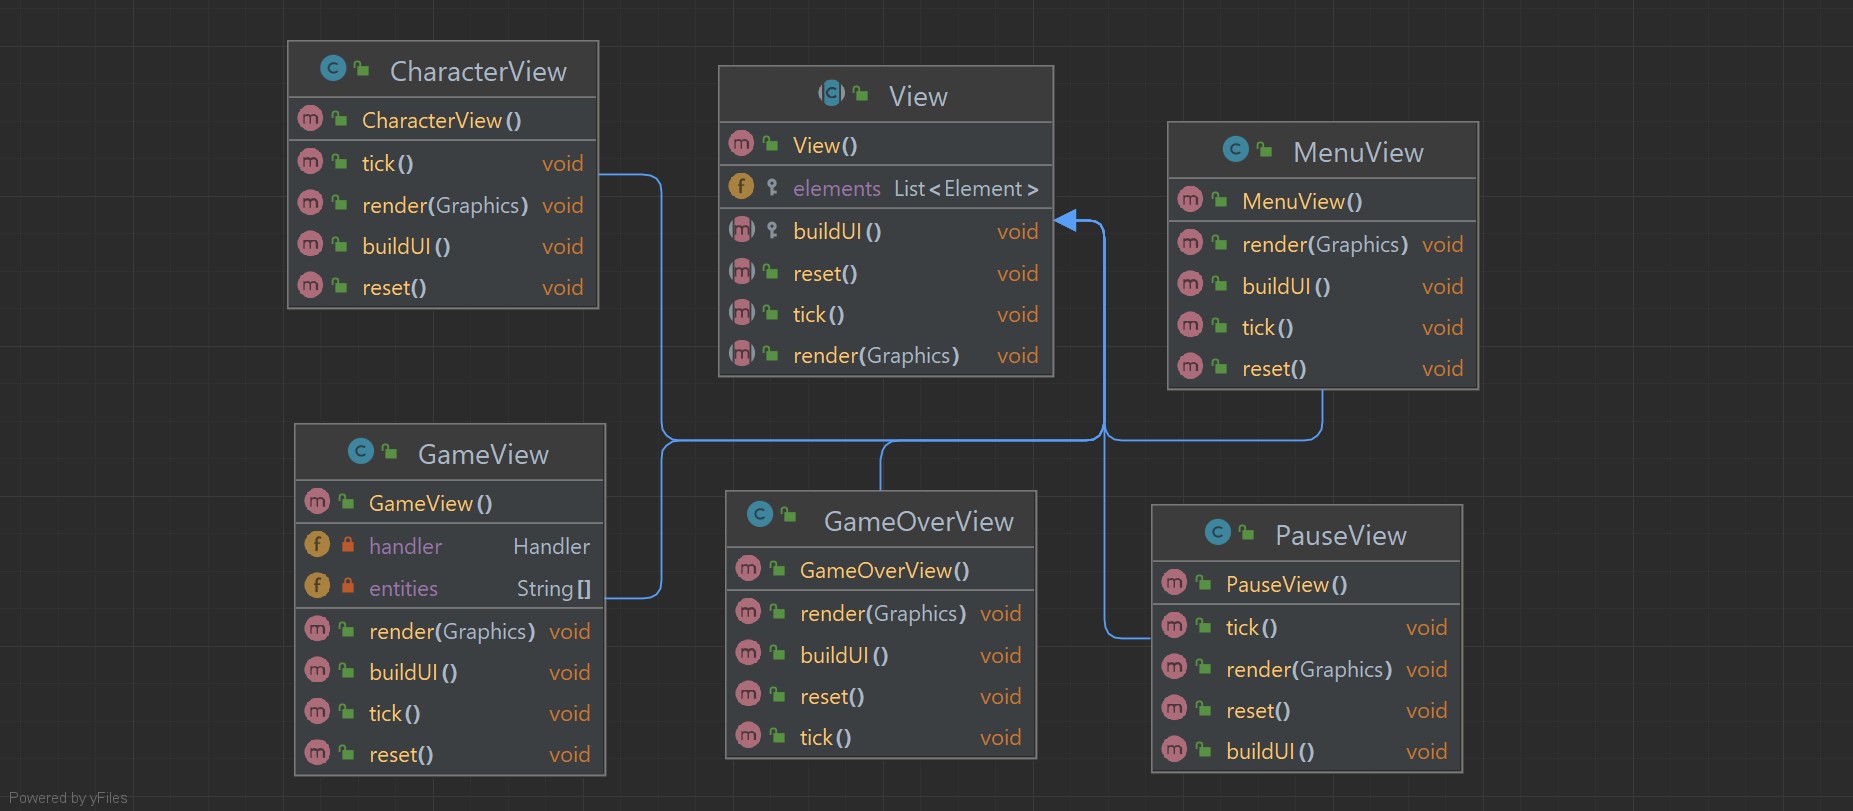 CharacterView
CharacterView()
tick() void
render(Graphics) void
buildUI() void
reset() void
View
View()
elements List<Element>
buildUI() void
reset() void
tick() void
render(Graphics) void
MenuView
MenuView()
render(Graphics) void
buildUI() void
tick() void
reset() void
GameView
GameView()
handler Handler
entities String[]
render(Graphics) void
buildUI() void
tick() void
reset() void
GameOverView
GameOverView()
render(Graphics) void
buildUI() void
reset() void
tick() void
PauseView
PauseView()
tick() void
render(Graphics) void
reset() void
buildUI() void
Powered by yFiles